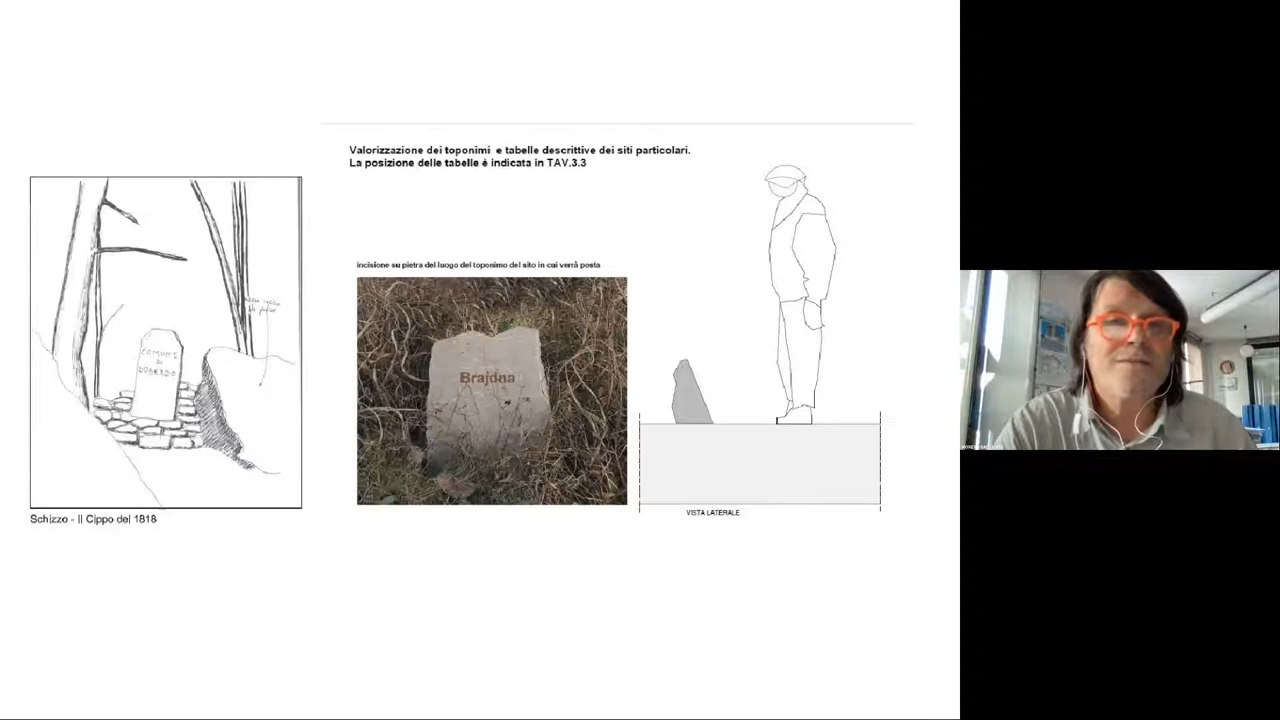 Valorizzazione dei toponimi e tabelle descrittive dei siti particolari.
La posizione delle tabelle è indicata in TAV.3.3
COMUNE
DI
DOBERDO
incisione su pietra del luogo del toponimo del sito in cui verrà posta
Brajdna
Schizzo - Il Cippo del 1818
VISTA LATERALE